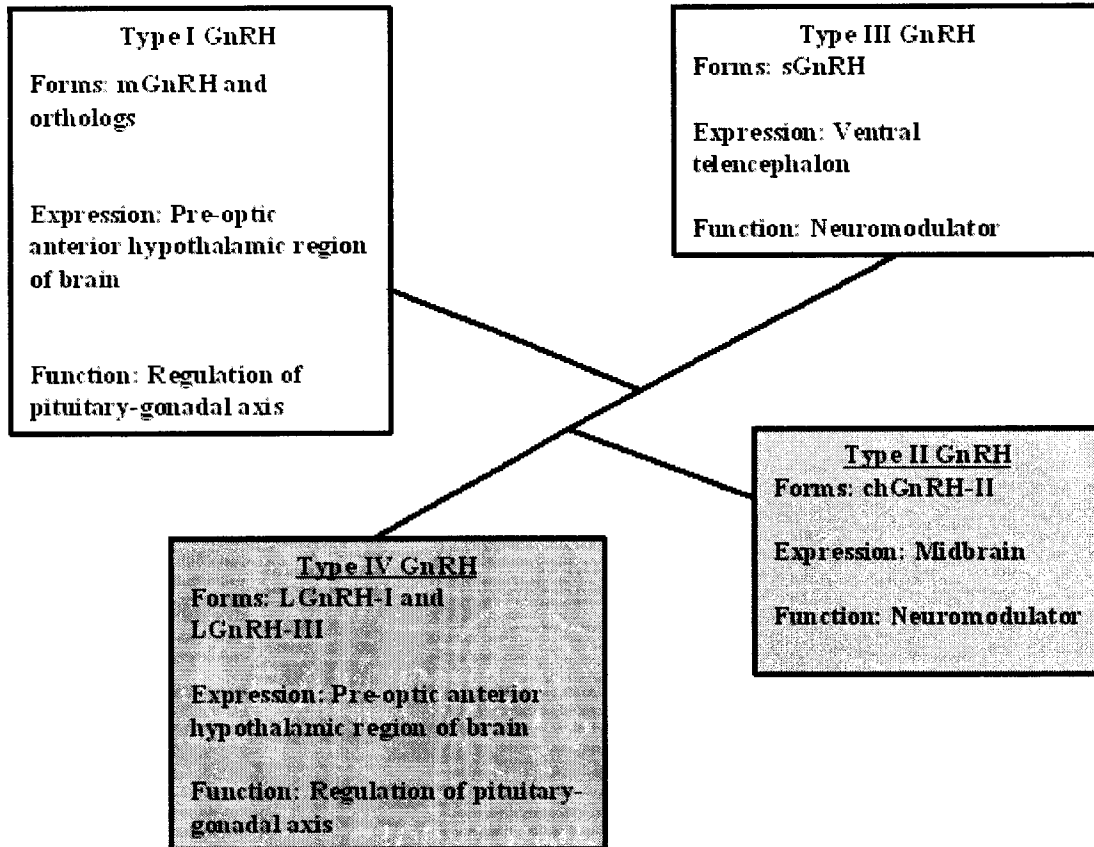 Type I GnRH
Forms: mGnRH and
orthologs
Expression: Pre-optic
anterior hypothalamic region
of brain
Function: Regulation of
pituitary-gonadal axis
Type III GnRH
Forms: sGnRH
Expression: Ventral
telencephalon
Function: Neuromodulator
Type II GnRH
Forms: chGnRH-II
Expression: Midbrain
Function: Neuromodulator
Type IV GnRH
Forms: LGnRH-I and
LGnRH-III
Expression: Pre-optic anterior
hypothalamic region of brain
Function: Regulation of pituitary-
gonadal axis